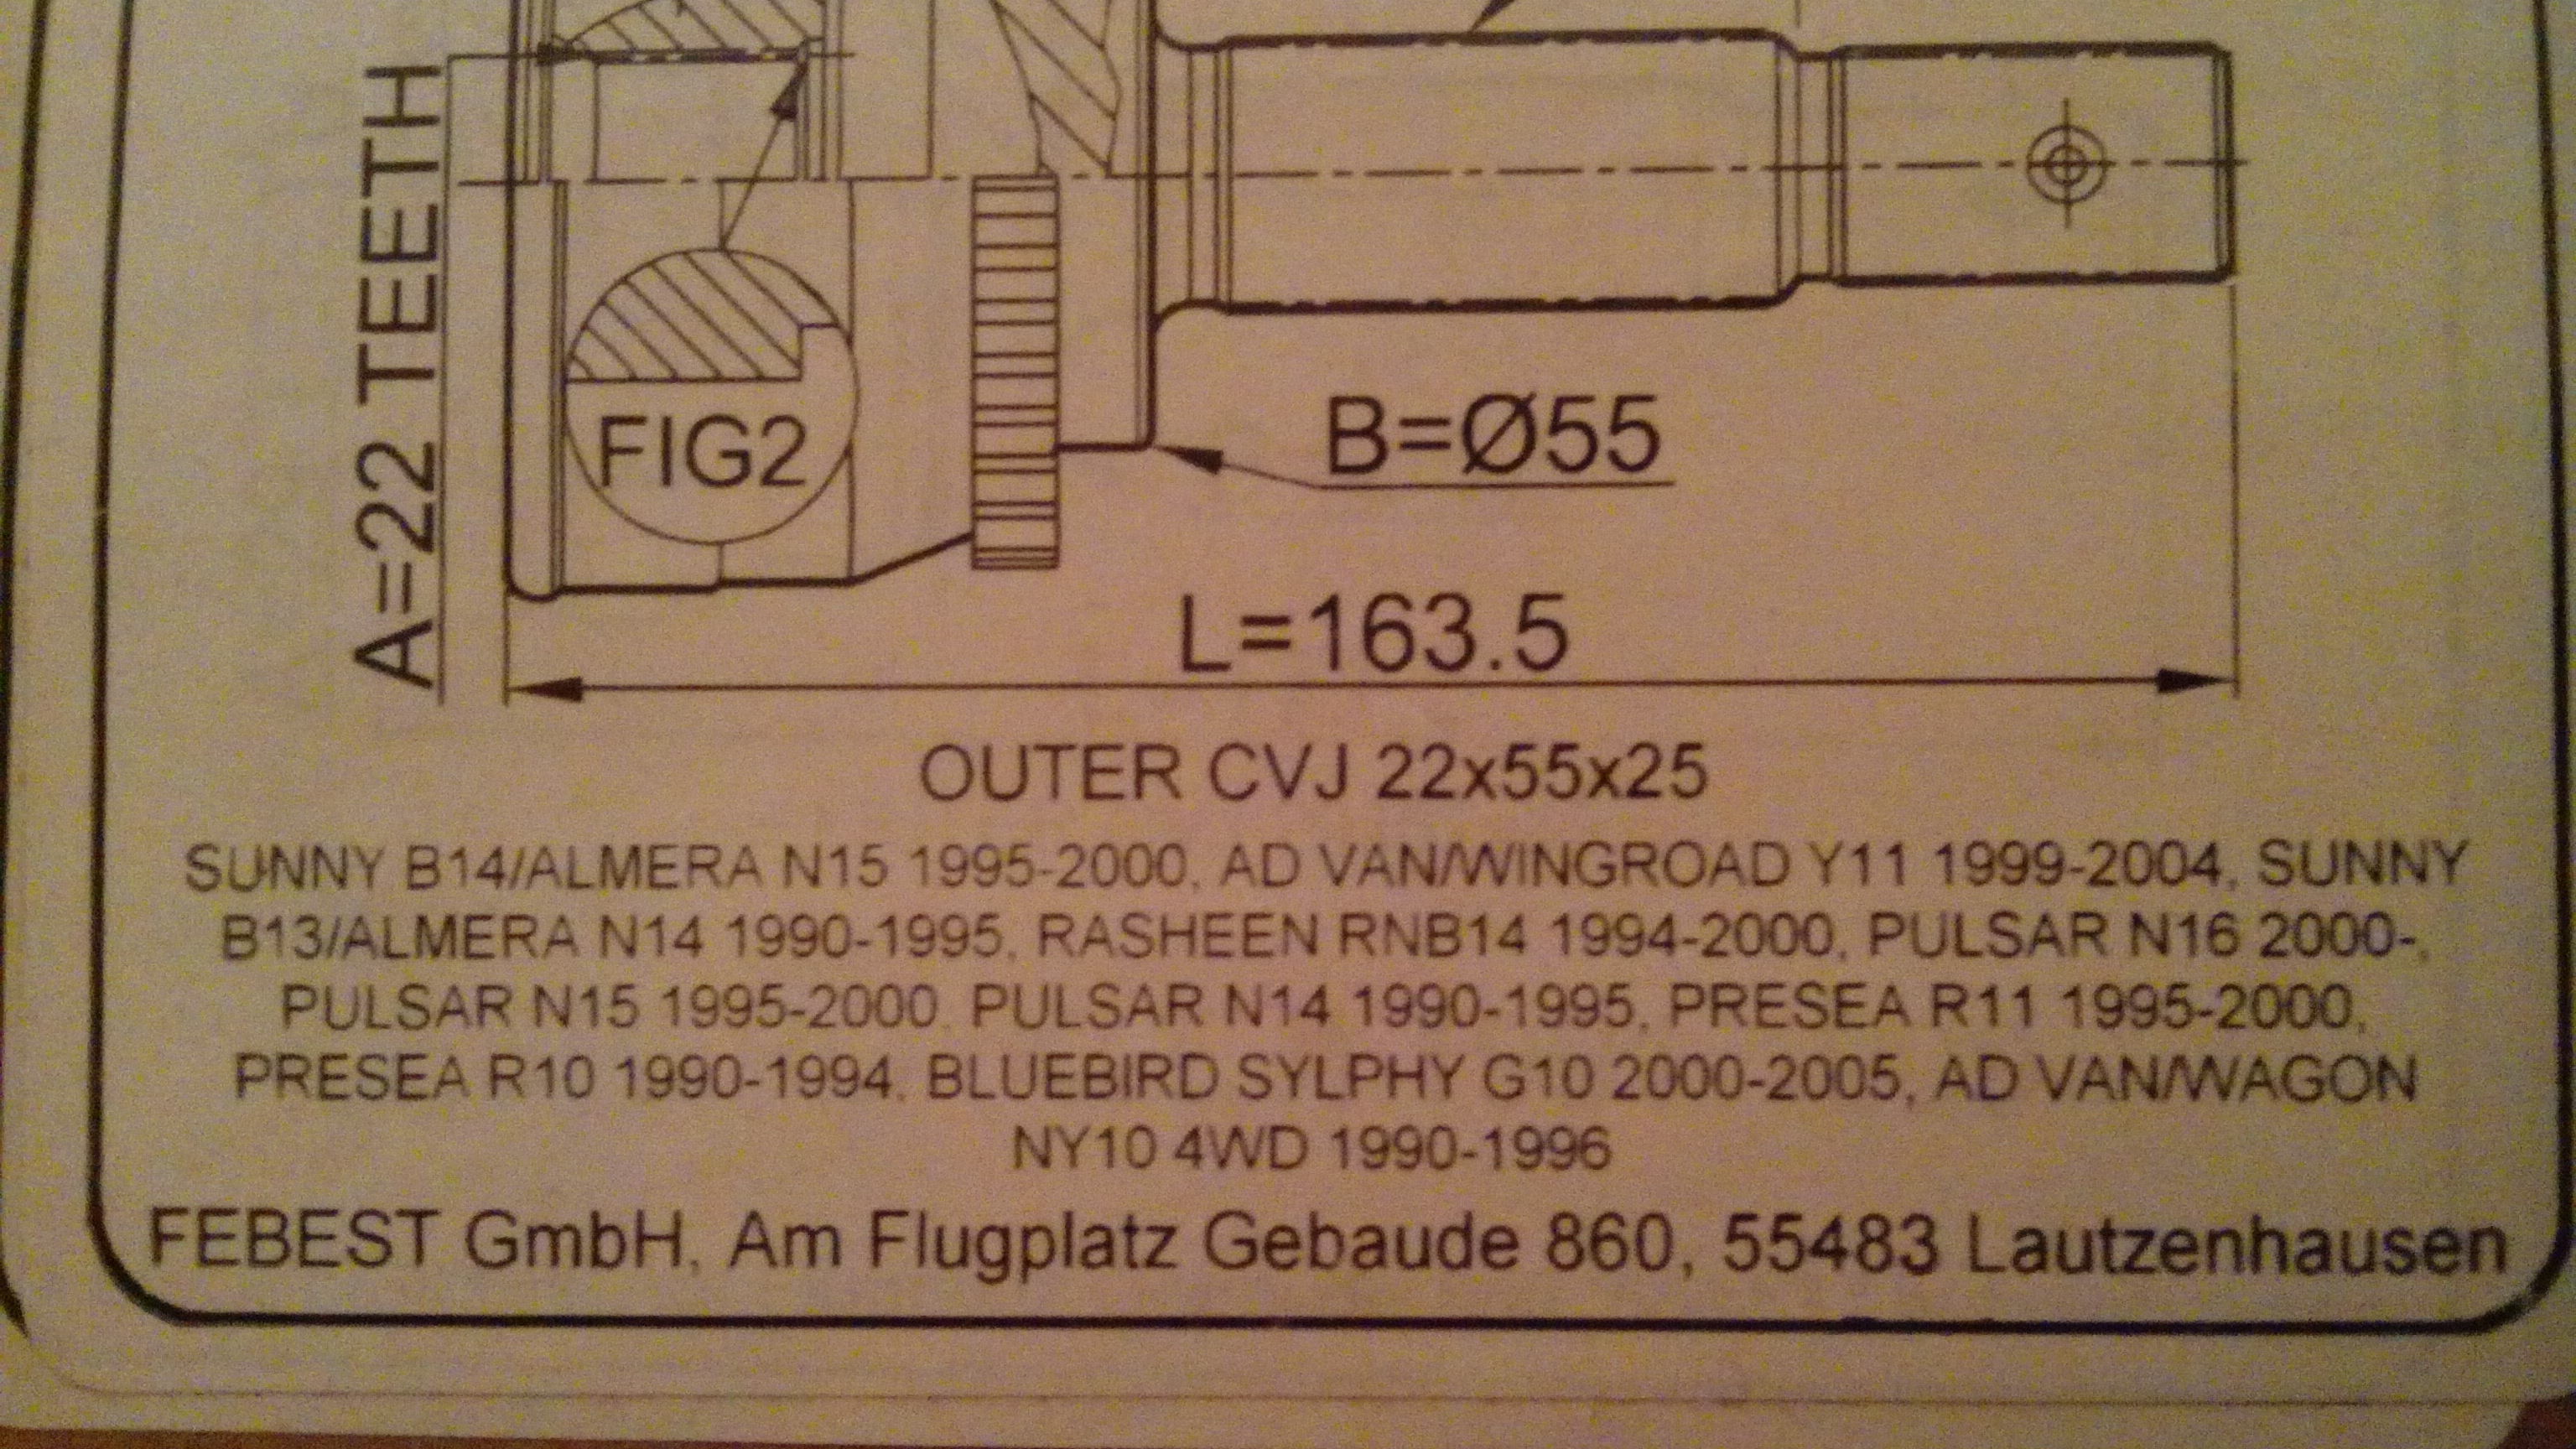 A=22 TEETH
FIG2
B=Ø55
L=163.5
OUTER CVJ 22x55x25
SUNNY B14/ALMERA N15 1995-2000, AD VAN/WINGROAD Y11 1999-2004, SUNNY
B13/ALMERA N14 1990-1995, RASHEEN RNB14 1994-2000, PULSAR N16 2000-,
PULSAR N15 1995-2000, PULSAR N14 1990-1995, PRESEA R11 1995-2000,
PRESEA R10 1990-1994, BLUEBIRD SYLPHY G10 2000-2005, AD VAN/WAGON
NY10 4WD 1990-1996
FEBEST GmbH, Am Flugplatz Gebaude 860, 55483 Lautzenhausen